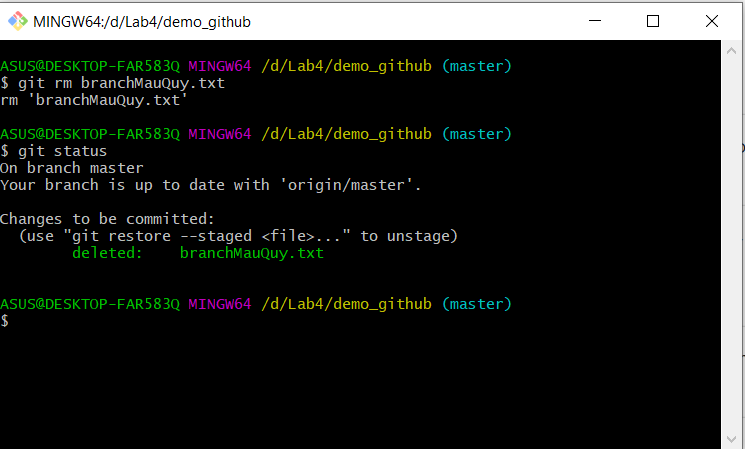 MINGW64:/d/Lab4/demo_github
ASUS@DESKTOP-FAR583Q MINGW64 /d/Lab4/demo_github (master)
$ git rm branchMauQuy.txt
rm 'branchMauQuy.txt'
ASUS@DESKTOP-FAR583Q MINGW64 /d/Lab4/demo_github (master)
$ git status
On branch master
Your branch is up to date with 'origin/master'.
Changes to be committed:
  (use "git restore --staged <file>..." to unstage)
        deleted:    branchMauQuy.txt
ASUS@DESKTOP-FAR583Q MINGW64 /d/Lab4/demo_github (master)
$